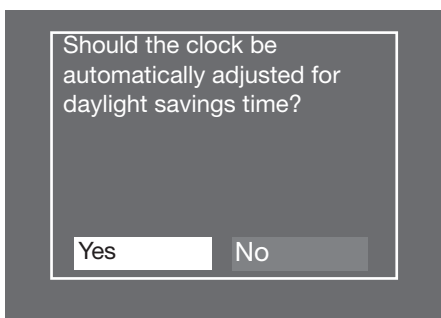 Should the clock be
automatically adjusted for
daylight savings time?
Yes No